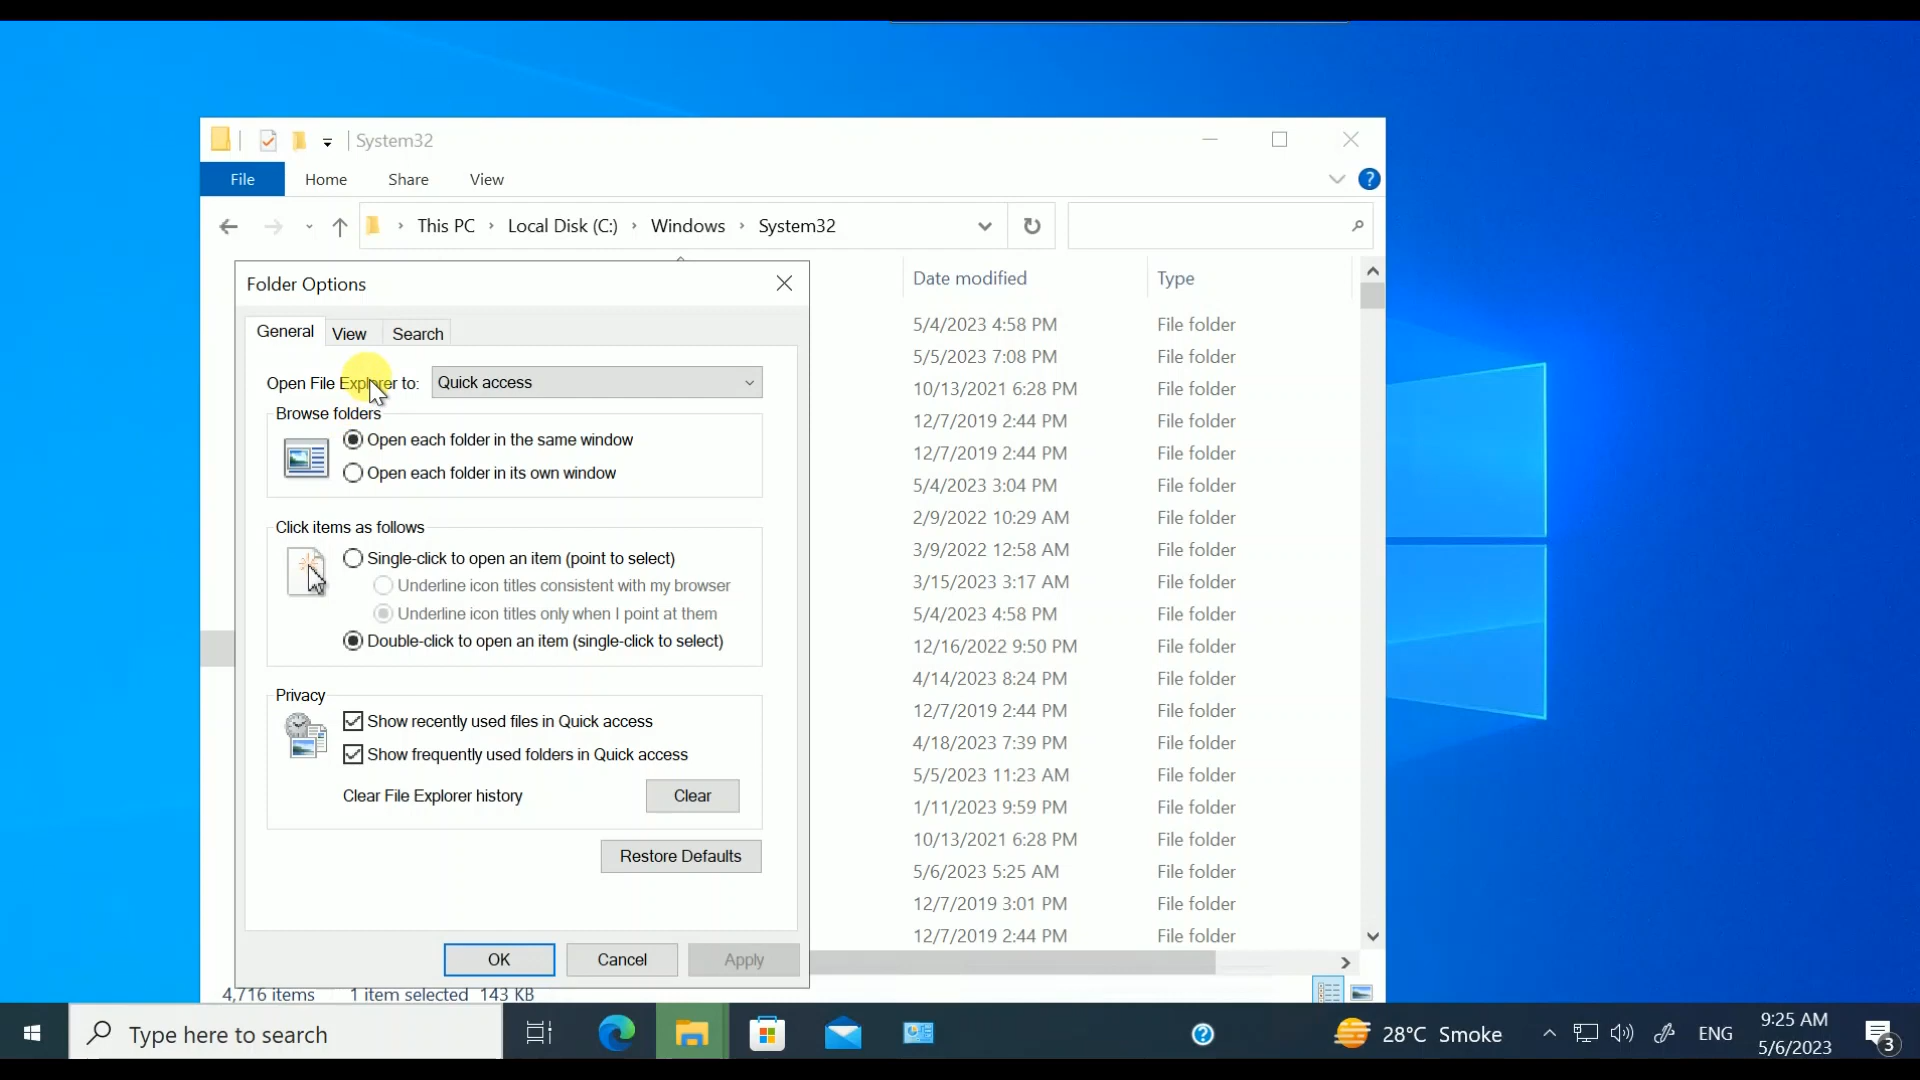 System32
File Home Share View
This PC Local Disk (C:) Windows System32
Folder Options
Date modified Type
General View Search
Open File Explorer to: Quick access
Browse folders
Open each folder in the same window
Open each folder in its own window
Click items as follows
Single-click to open an item (point to select)
Underline icon titles consistent with my browser
Underline icon titles only when I point at them
Double-click to open an item (single-click to select)
Privacy
Show recently used files in Quick access
Show frequently used folders in Quick access
Clear File Explorer history Clear
Restore Defaults
OK Cancel Apply
5/4/2023 4:58 PM File folder
5/5/2023 7:08 PM File folder
10/13/2021 6:28 PM File folder
12/7/2019 2:44 PM File folder
12/7/2019 2:44 PM File folder
5/4/2023 3:04 PM File folder
2/9/2022 10:29 AM File folder
3/9/2022 12:58 AM File folder
3/15/2023 3:17 AM File folder
5/4/2023 4:58 PM File folder
12/16/2022 9:50 PM File folder
4/14/2023 8:24 PM File folder
12/7/2019 2:44 PM File folder
4/18/2023 7:39 PM File folder
5/5/2023 11:23 AM File folder
1/11/2023 9:59 PM File folder
10/13/2021 6:28 PM File folder
5/6/2023 5:25 AM File folder
12/7/2019 3:01 PM File folder
12/7/2019 2:44 PM File folder
4,716 items 1 item selected 143 KB
Type here to search
28°C Smoke
ENG
9:25 AM
5/6/2023
3